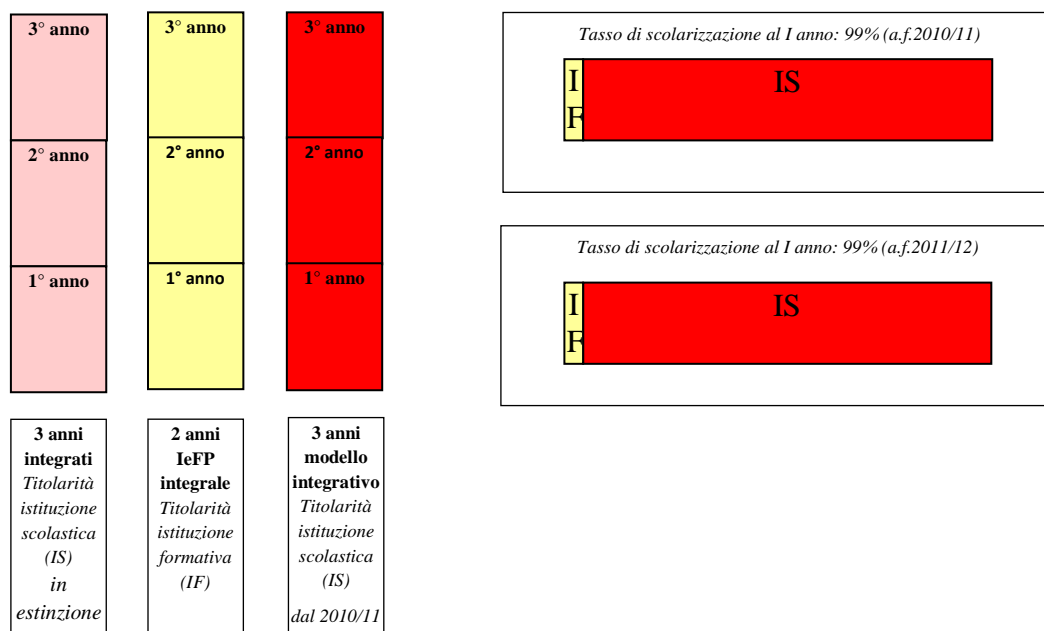 3° anno
2° anno
1° anno
3 anni
integrati
Titolarità
istituzione
scolastica
(IS)
in
estinzione
3° anno
2° anno
1° anno
2 anni
IeFP
integrale
Titolarità
istituzione
formativa
(IF)
3° anno
2° anno
1° anno
3 anni
modello
integrativo
Titolarità
istituzione
scolastica
(IS)
dal 2010/11
Tasso di scolarizzazione al I anno: 99% (a.f.2010/11)
I
F
IS
Tasso di scolarizzazione al I anno: 99% (a.f.2011/12)
I
F
IS